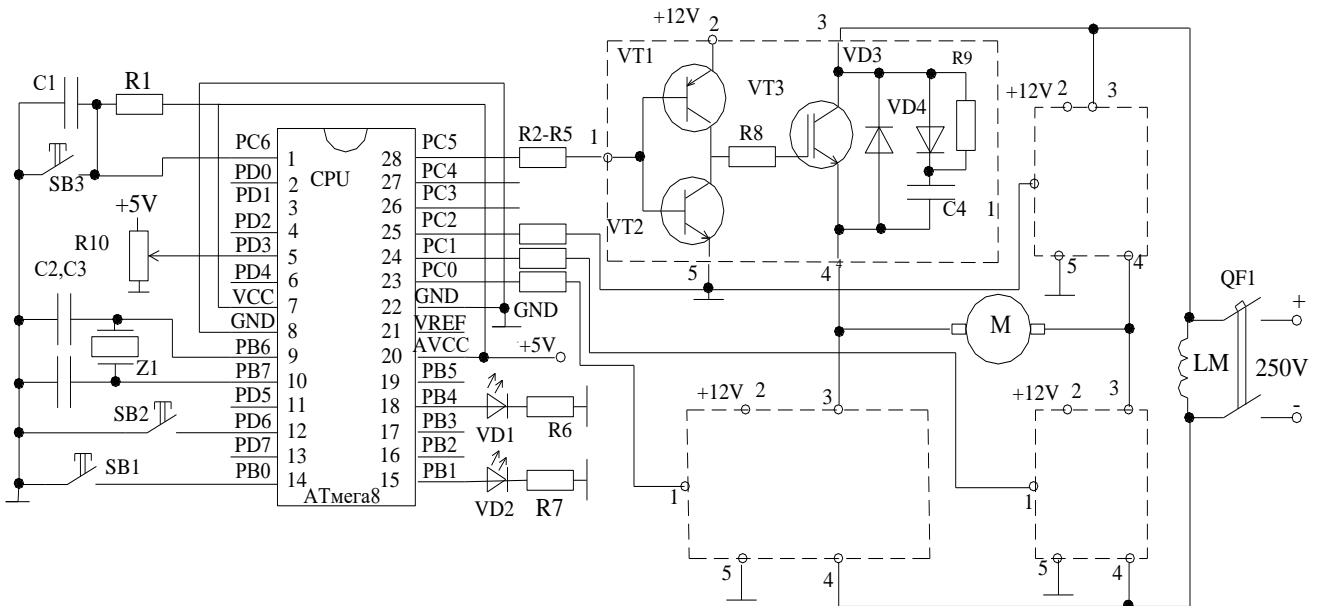 +12V 2 3
VT1 VD3 R9
C1 R1
VT3 VD4
+12V 2 3
PC6 PC5 R2-R5 1
1 28
SB3 PD0 CPU PC4 R8
2 27
PD1 PC3
3 26
+5V PD2 PC2 VT2 C4 1
4 25
R10 PD3 PC1
5 24
C2,C3 PD4 PC0 5 4 4 5 4
6 23
VCC GND GND QF1
7 22
GND VREF M +
8 21
PB6 AVCC +5V LM 250V
9 20
Z1 PB7 PB5
10 19
PD5 PB4 +12V 2 3 +12V 2 3 -
11 18
SB2 PD6 PB3 VD1 R6
12 17
PD7 PB2
13 16
SB1 PB0 PB1 1 1
14 15
АТмега8 VD2 R7
5 4 5 4